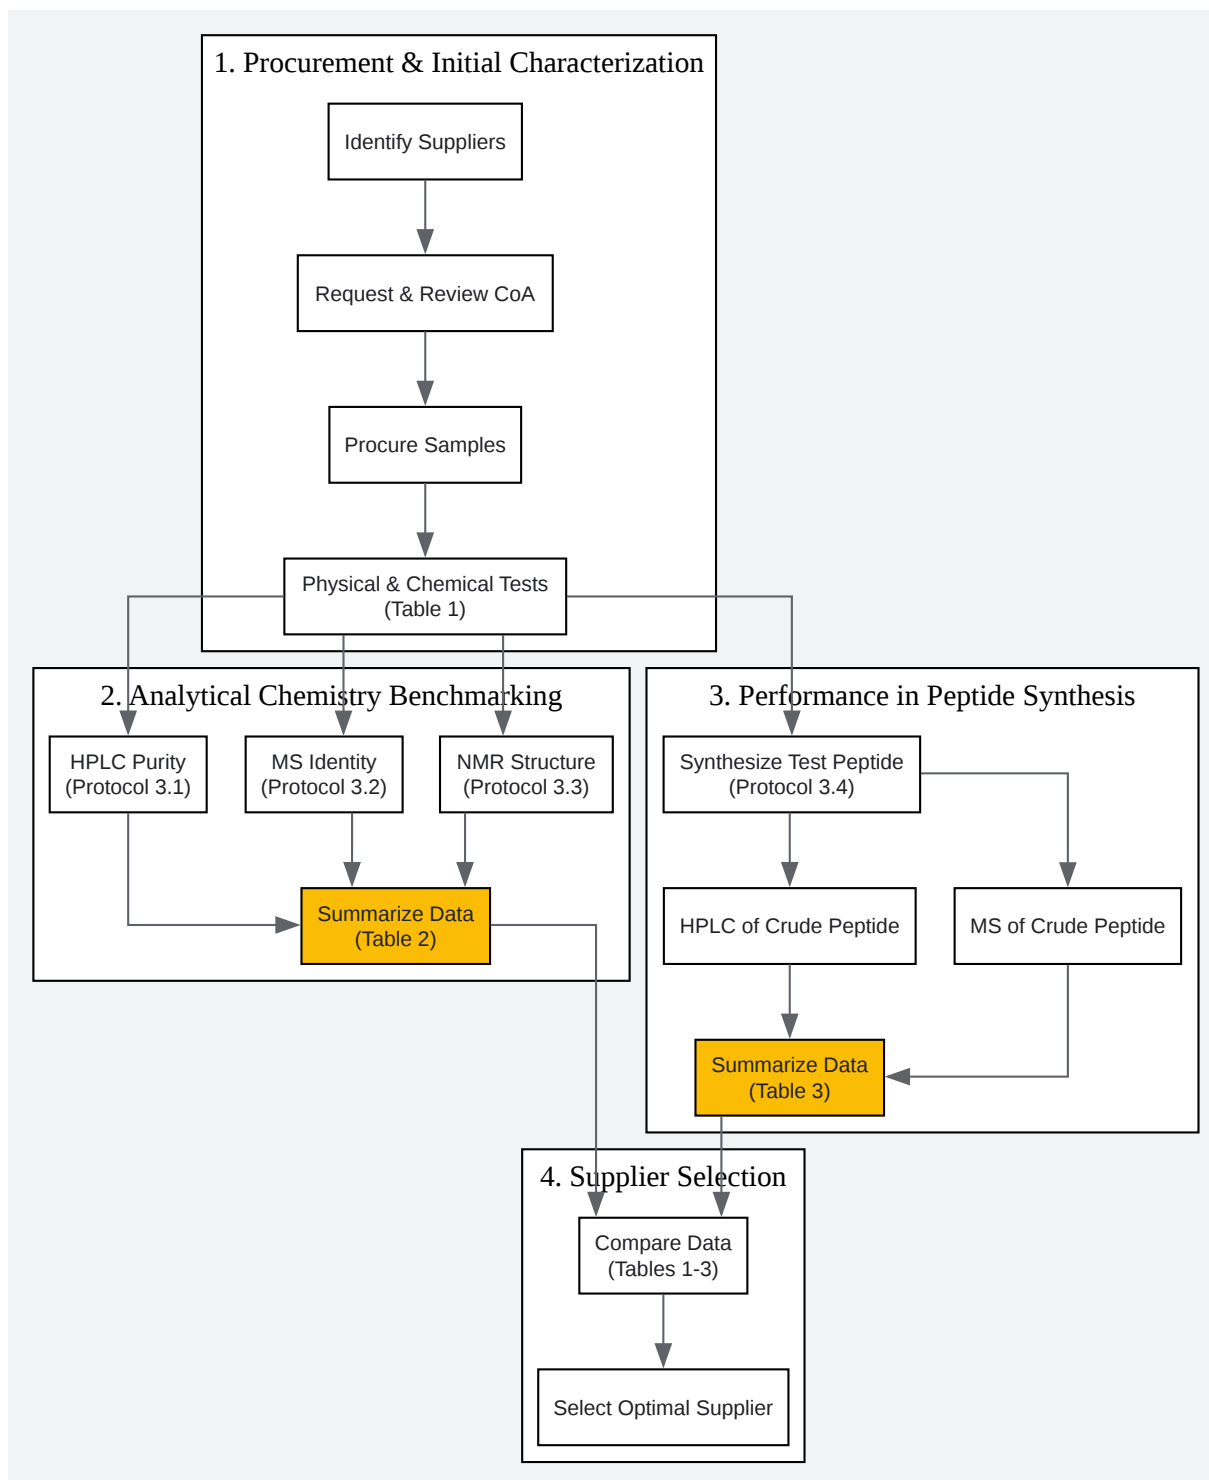 1. Procurement & Initial Characterization
Identify Suppliers
Request & Review CoA
Procure Samples
Physical & Chemical Tests
(Table 1)
2. Analytical Chemistry Benchmarking
HPLC Purity
(Protocol 3.1)
MS Identity
(Protocol 3.2)
NMR Structure
(Protocol 3.3)
Summarize Data
(Table 2)
3. Performance in Peptide Synthesis
Synthesize Test Peptide
(Protocol 3.4)
HPLC of Crude Peptide
MS of Crude Peptide
Summarize Data
(Table 3)
4. Supplier Selection
Compare Data
(Tables 1-3)
Select Optimal Supplier